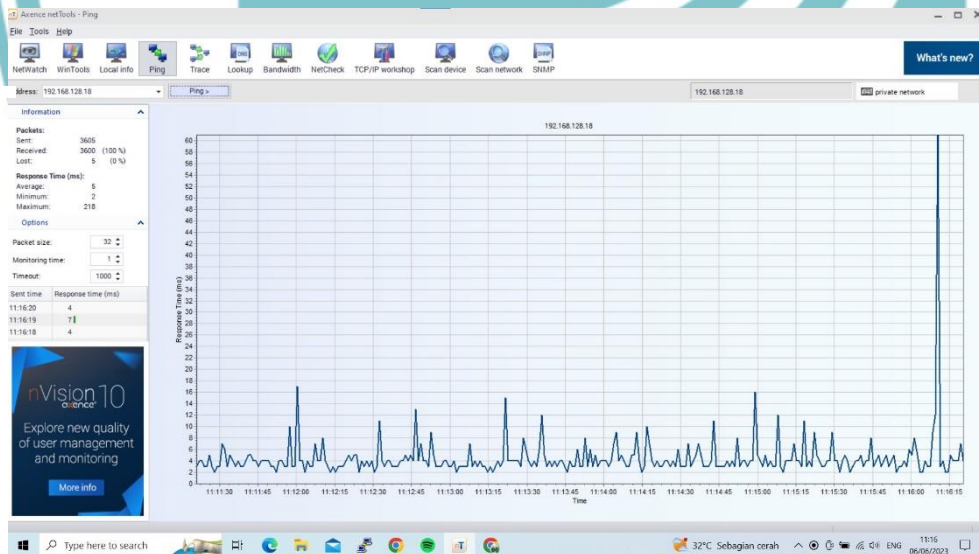 Axence netTools - Ping
File Tools Help
NetWatch WinTools Local info Ping Trace Lookup Bandwidth NetCheck TCP/IP workshop Scan device Scan network SNMP
What's new?
ddress: 192.168.128.18 Ping > 192.168.128.18 private network
Information
Packets:
Sent: 3605
Received: 3600 (100 %)
Lost: 5 (0 %)
Response Time (ms):
Average: 5
Minimum: 2
Maximum: 218
Options
Packet size: 32
Monitoring time: 1
Timeout: 1000
Sent time Response time (ms)
11:16:20 4
11:16:19 7
11:16:18 4
nVision 10
axence
Explore new quality
of user management
and monitoring
More info
192.168.128.18
60
58
56
54
52
50
48
46
44
42
40
38
36
34
32
30
28
26
24
22
20
18
16
14
12
10
8
6
4
2
0
Response Time (ms)
11:11:30 11:11:45 11:12:00 11:12:15 11:12:30 11:12:45 11:13:00 11:13:15 11:13:30 11:13:45 11:14:00 11:14:15 11:14:30 11:14:45 11:15:00 11:15:15 11:15:30 11:15:45 11:16:00 11:16:15
Time
Type here to search
32°C Sebagian cerah
ENG
11:16
06/06/2023